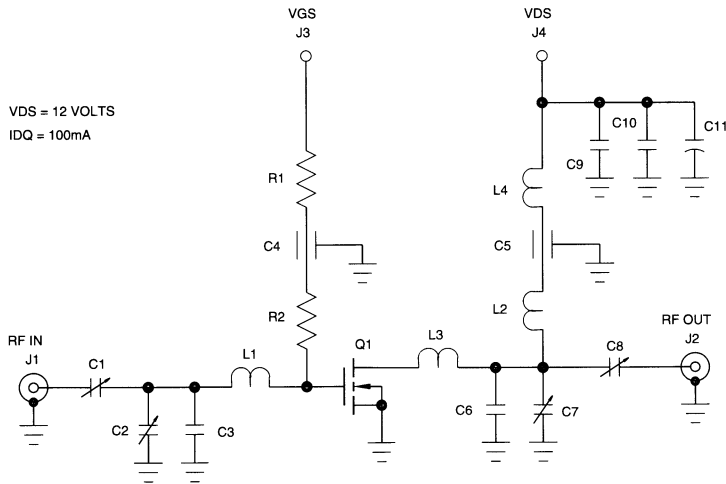 VGS
J3
VDS
J4
VDS = 12 VOLTS
IDQ = 100mA
C10
C11
C9
R1
L4
C4
C5
R2
L2
RF IN
J1
C1
L1
Q1
L3
C8
RF OUT
J2
C2
C3
C6
C7